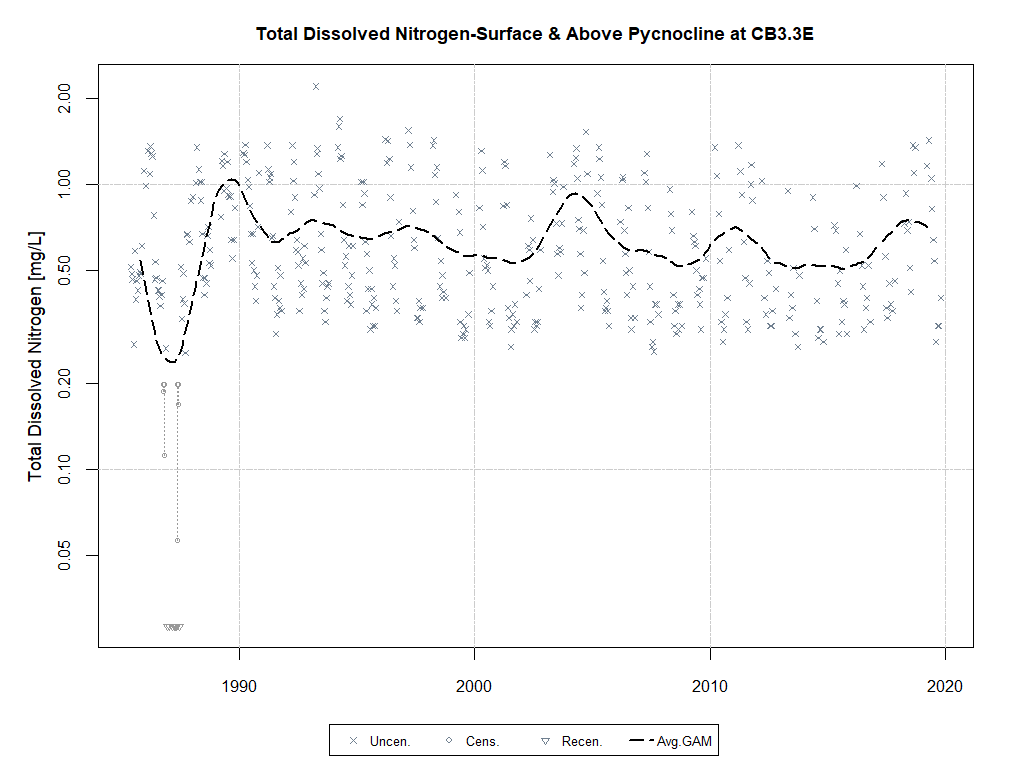 Total Dissolved Nitrogen-Surface & Above Pycnocline at CB3.3E
Total Dissolved Nitrogen [mg/L]
2.00
1.00
0.50
0.20
0.10
0.05
1990 2000 2010 2020
Uncen. Cens. Recen. Avg.GAM